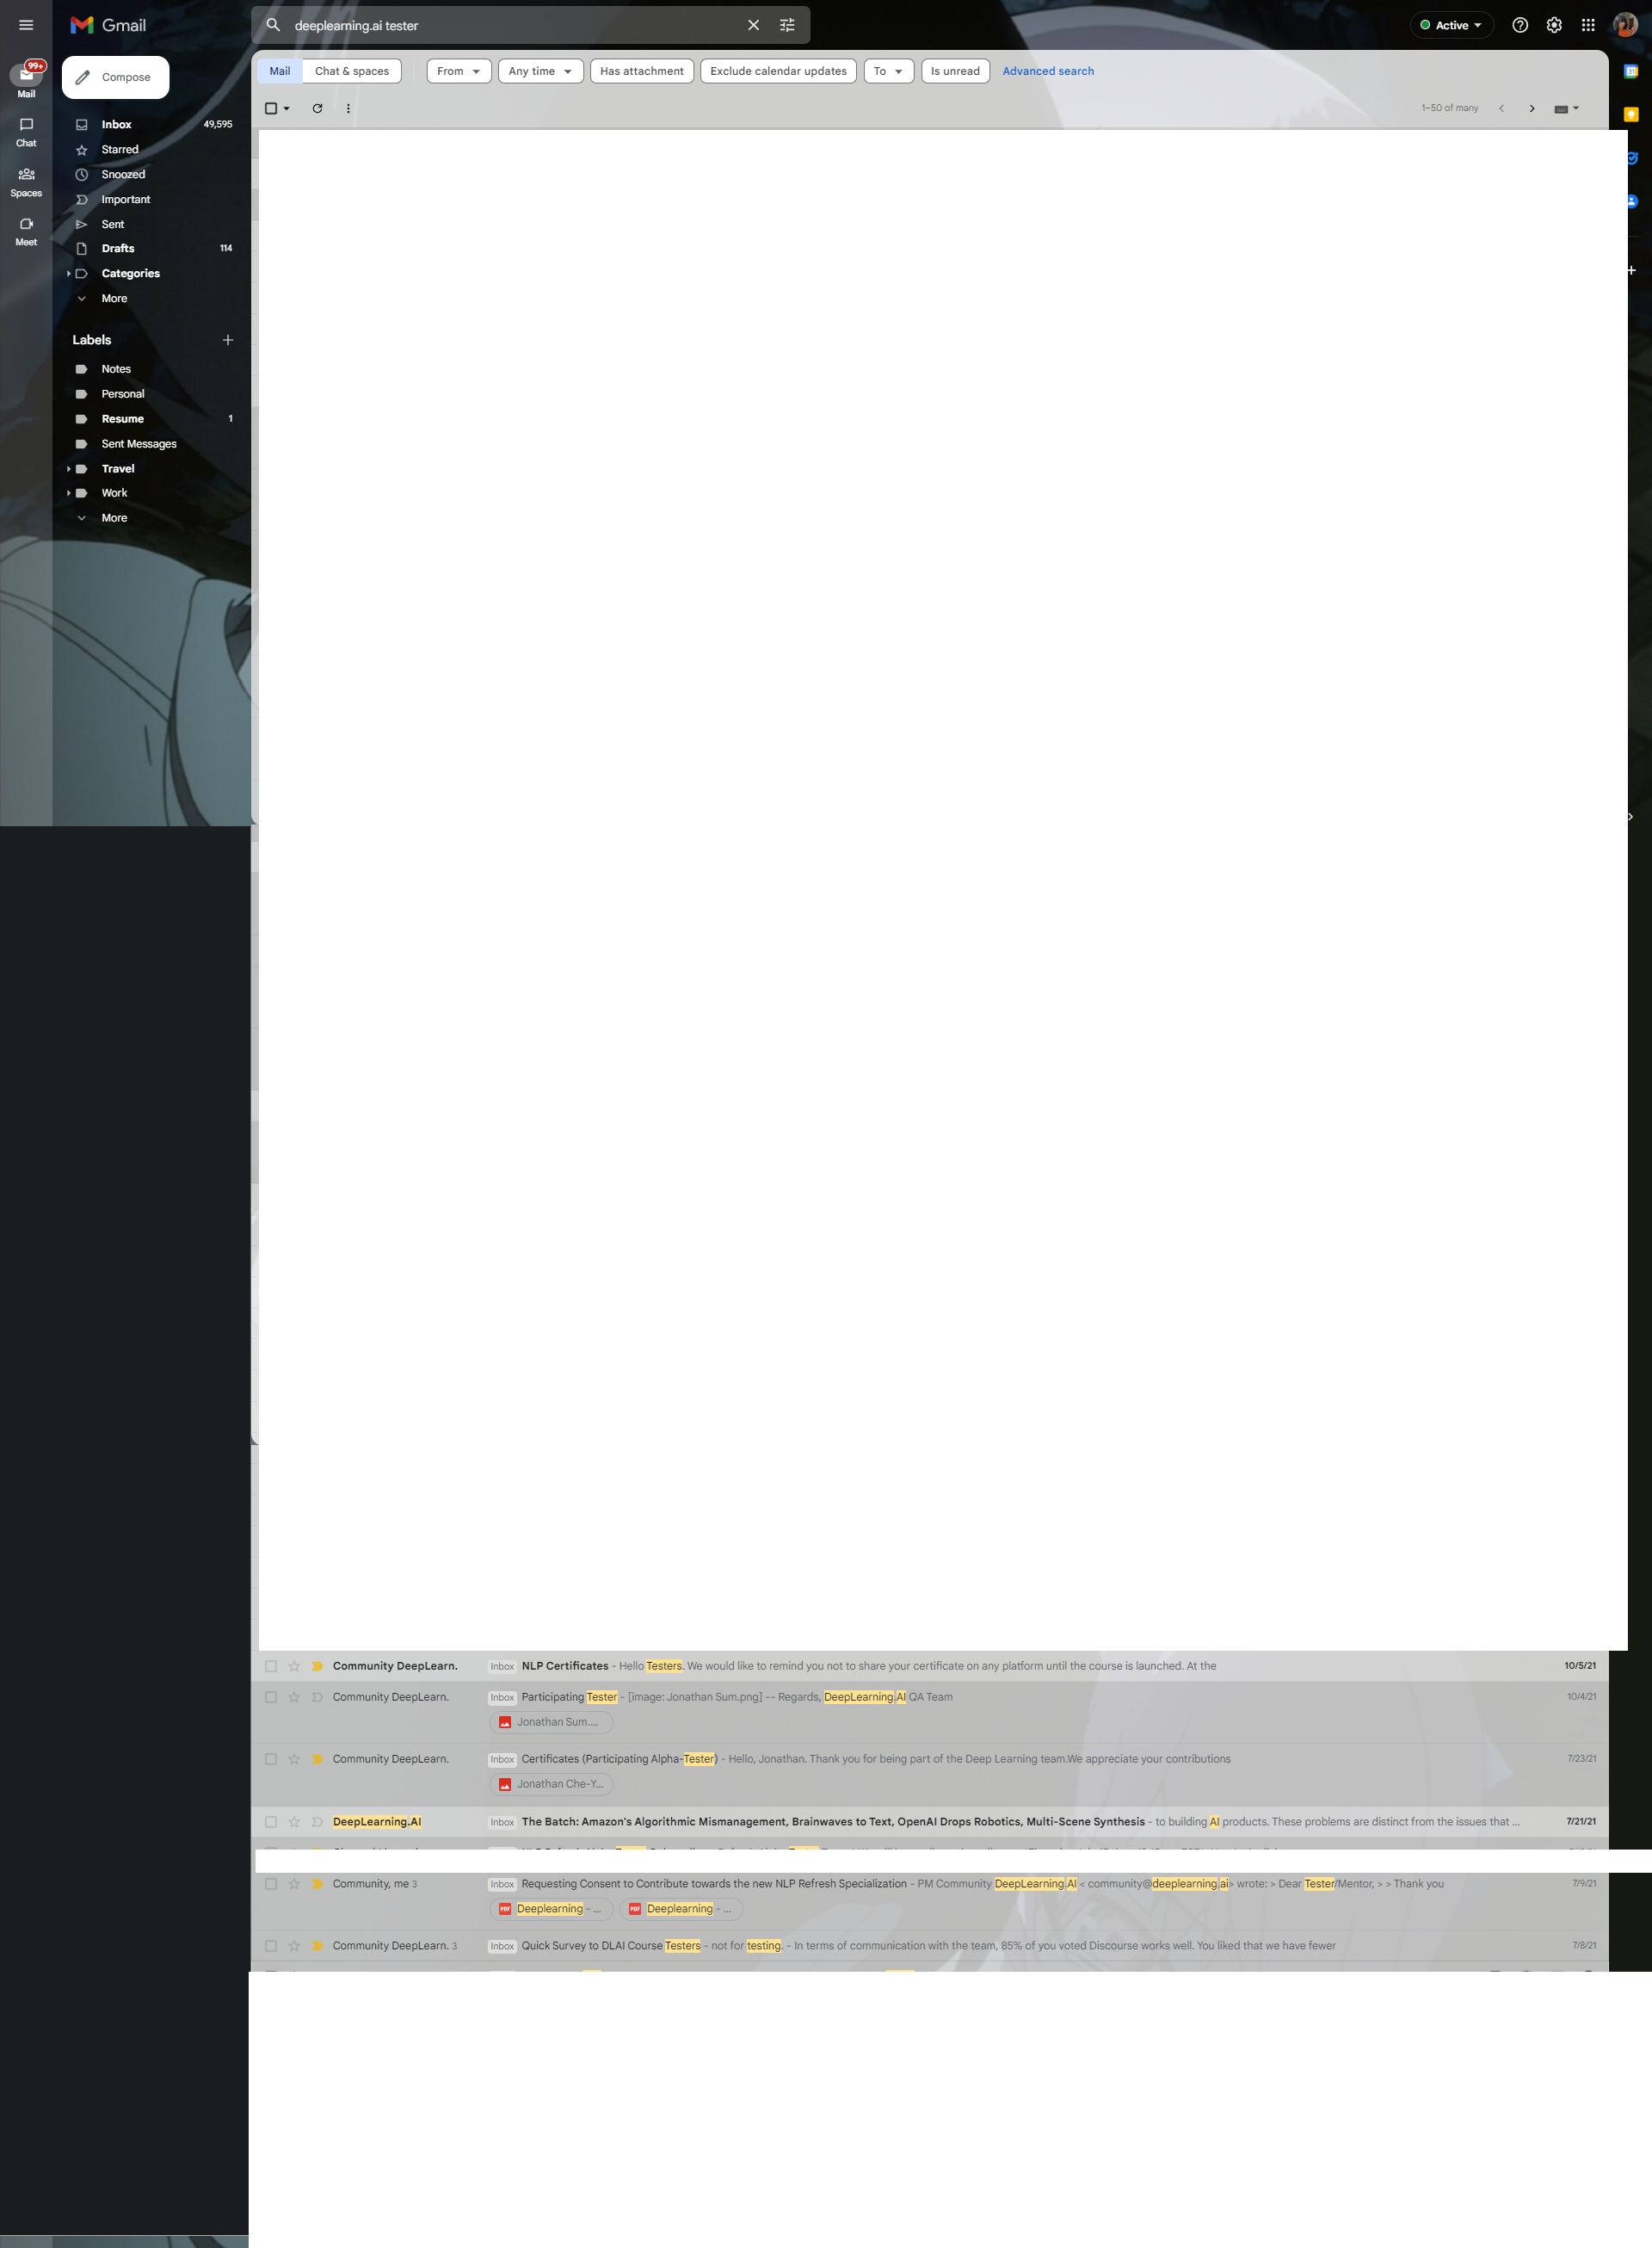 Gmail
deeplearning.ai tester
Active
99+
Mail
Chat
Spaces
Meet
Compose
Inbox 49,595
Starred
Snoozed
Important
Sent
Drafts 114
Categories
More
Labels
Notes
Personal
Resume 1
Sent Messages
Travel
Work
More
Mail Chat & spaces From Any time Has attachment Exclude calendar updates To Is unread Advanced search
1–50 of many
Community DeepLearn. Inbox NLP Certificates - Hello Testers. We would like to remind you not to share your certificate on any platform until the course is launched. At the 10/5/21
Community DeepLearn. Inbox Participating Tester - [image: Jonathan Sum.png] -- Regards, DeepLearning.AI QA Team 10/4/21
Jonathan Sum....
Community DeepLearn. Inbox Certificates (Participating Alpha-Tester) - Hello, Jonathan. Thank you for being part of the Deep Learning team.We appreciate your contributions 7/23/21
Jonathan Che-Y...
DeepLearning.AI Inbox The Batch: Amazon's Algorithmic Mismanagement, Brainwaves to Text, OpenAI Drops Robotics, Multi-Scene Synthesis - to building AI products. These problems are distinct from the issues that ... 7/21/21
Community, me 3 Inbox Requesting Consent to Contribute towards the new NLP Refresh Specialization - PM Community DeepLearning.AI < community@deeplearning.ai> wrote: > Dear Tester/Mentor, > > Thank you 7/9/21
PDF Deeplearning - ... PDF Deeplearning - ...
Community DeepLearn. 3 Inbox Quick Survey to DLAI Course Testers - not for testing. - In terms of communication with the team, 85% of you voted Discourse works well. You liked that we have fewer 7/8/21